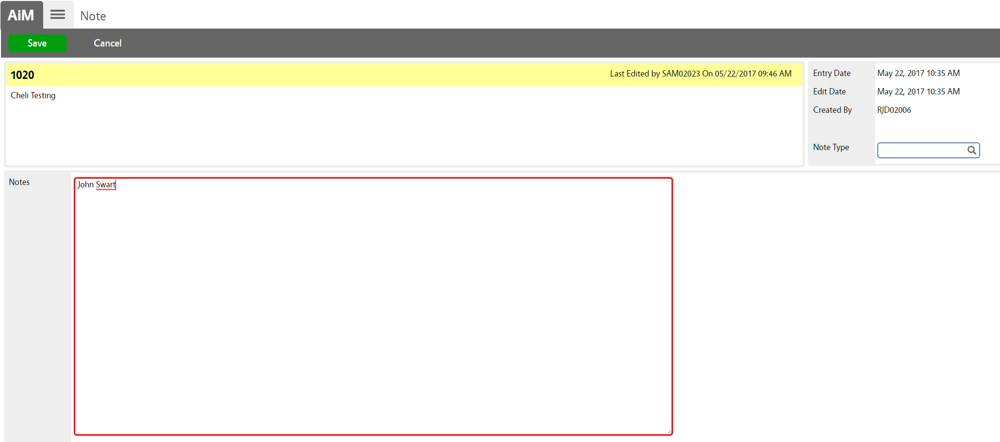 AiM
Note
Save
Cancel
1020
Last Edited by SAM02023 On 05/22/2017 09:46 AM
Cheli Testing
Entry Date
May 22, 2017 10:35 AM
Edit Date
May 22, 2017 10:35 AM
Created By
RJD02006
Note Type
Notes
John Swart